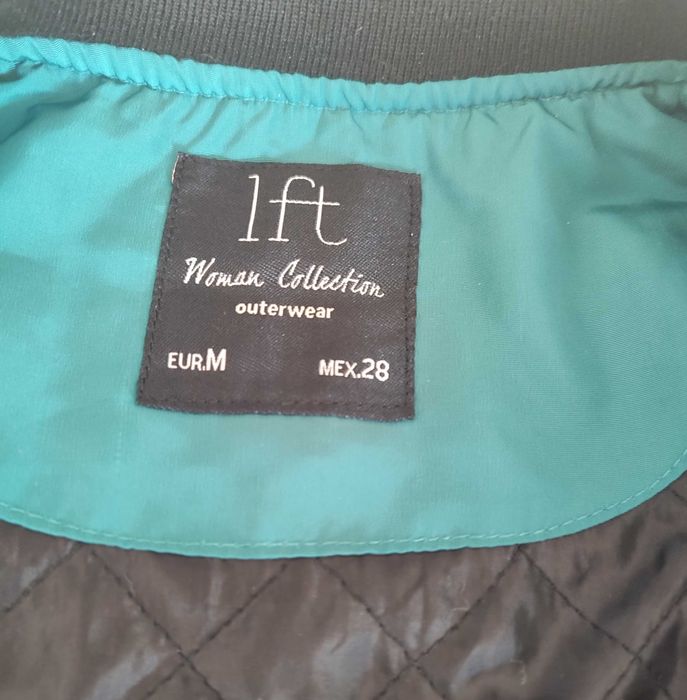 lft
Woman Collection
outerwear
EUR.M MEX.28